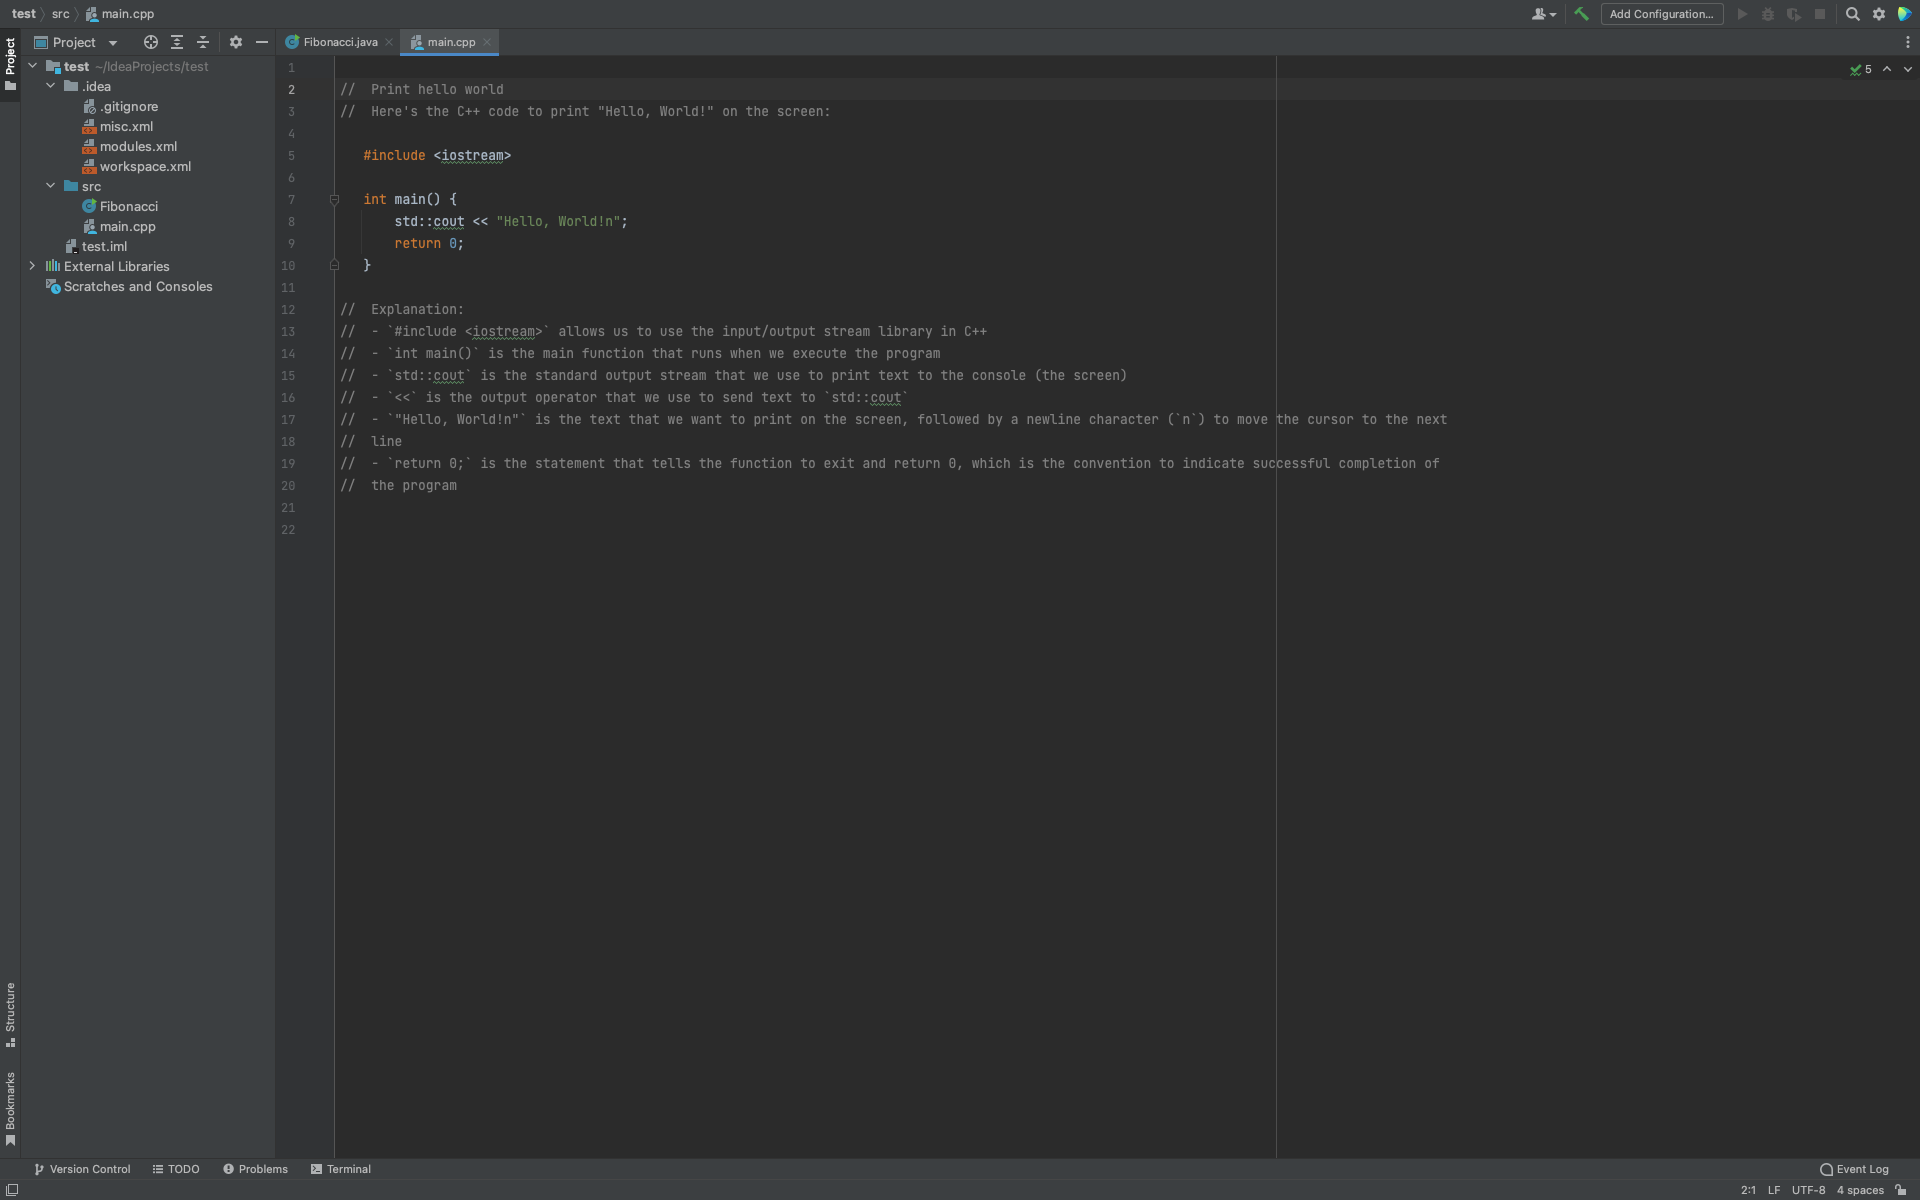 test src main.cpp Add Configuration...
Project Project Fibonacci.java main.cpp
test ~/IdeaProjects/test
.idea
.gitignore
misc.xml
modules.xml
workspace.xml
src
Fibonacci
main.cpp
test.iml
External Libraries
Scratches and Consoles
Structure
Bookmarks
5
1
2 // Print hello world
3 // Here's the C++ code to print "Hello, World!" on the screen:
4
5 #include <iostream>
6
7 int main() {
8 std::cout << "Hello, World!n";
9 return 0;
10 }
11
12 // Explanation:
13 // - `#include <iostream>` allows us to use the input/output stream library in C++
14 // - `int main()` is the main function that runs when we execute the program
15 // - `std::cout` is the standard output stream that we use to print text to the console (the screen)
16 // - `<<` is the output operator that we use to send text to `std::cout`
17 // - `"Hello, World!n"` is the text that we want to print on the screen, followed by a newline character (`n`) to move the cursor to the next
18 // line
19 // - `return 0;` is the statement that tells the function to exit and return 0, which is the convention to indicate successful completion of
20 // the program
21
22
Version Control TODO Problems Terminal Event Log
2:1 LF UTF-8 4 spaces